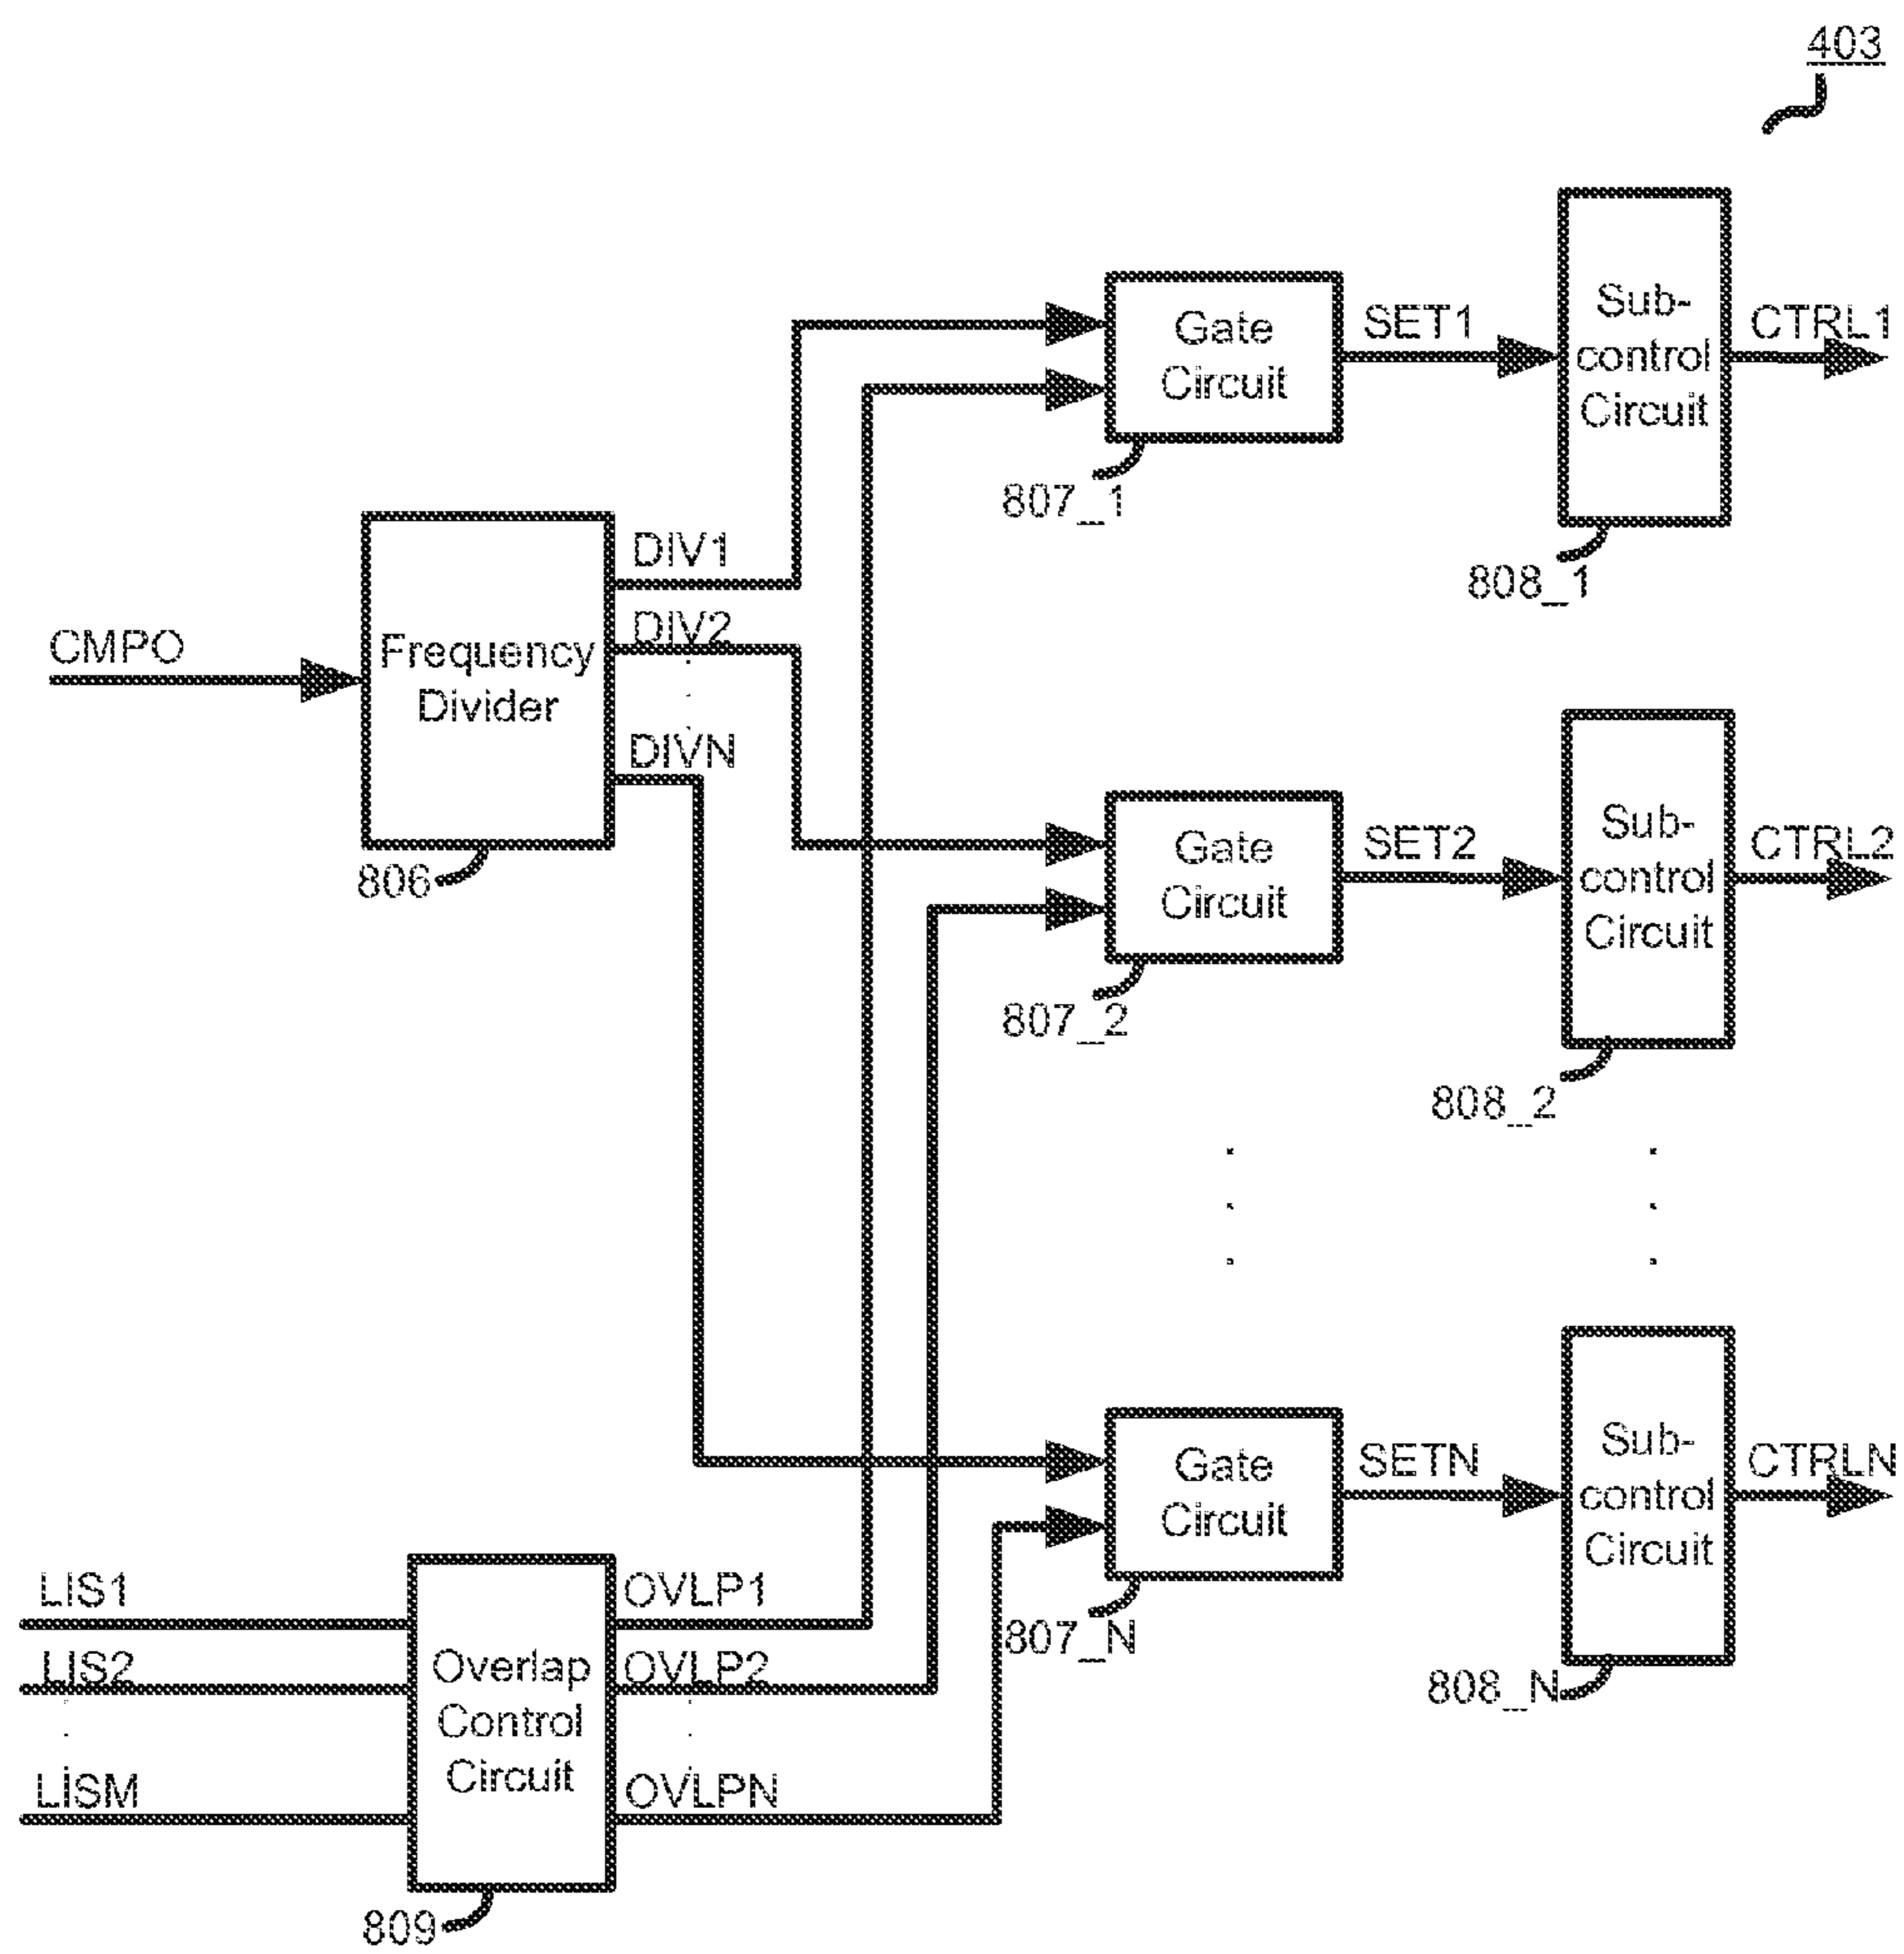 403
Gate
Circuit
807_1
SET1
Sub-
control
Circuit
808_1
CTRL1
CMPO
Frequency
Divider
806
DIV1
DIV2
DIVN
Gate
Circuit
807_2
SET2
Sub-
control
Circuit
808_2
CTRL2
Gate
Circuit
807_N
SETN
Sub-
control
Circuit
808_N
CTRLN
LIS1
LIS2
LISM
Overlap
Control
Circuit
809
OVLP1
OVLP2
OVLPN